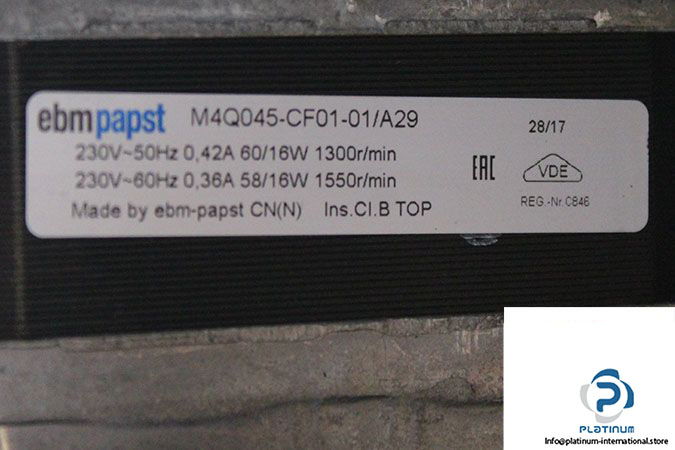 ebmpapst M4Q045-CF01-01/A29 28/17
230V~50Hz 0,42A 60/16W 1300r/min
230V~60Hz 0,36A 58/16W 1550r/min
EAC VDE
Made by ebm-papst CN(N) Ins.Cl.B TOP REG.-Nr.C846
PLATINUM
Info@platinum-international.store